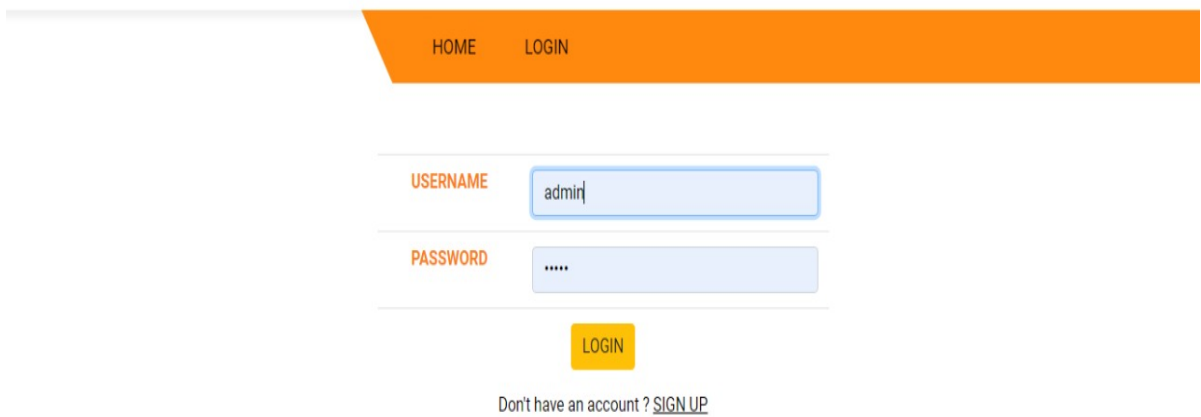 HOME LOGIN
USERNAME admin
PASSWORD •••••
LOGIN
Don't have an account ? SIGN UP